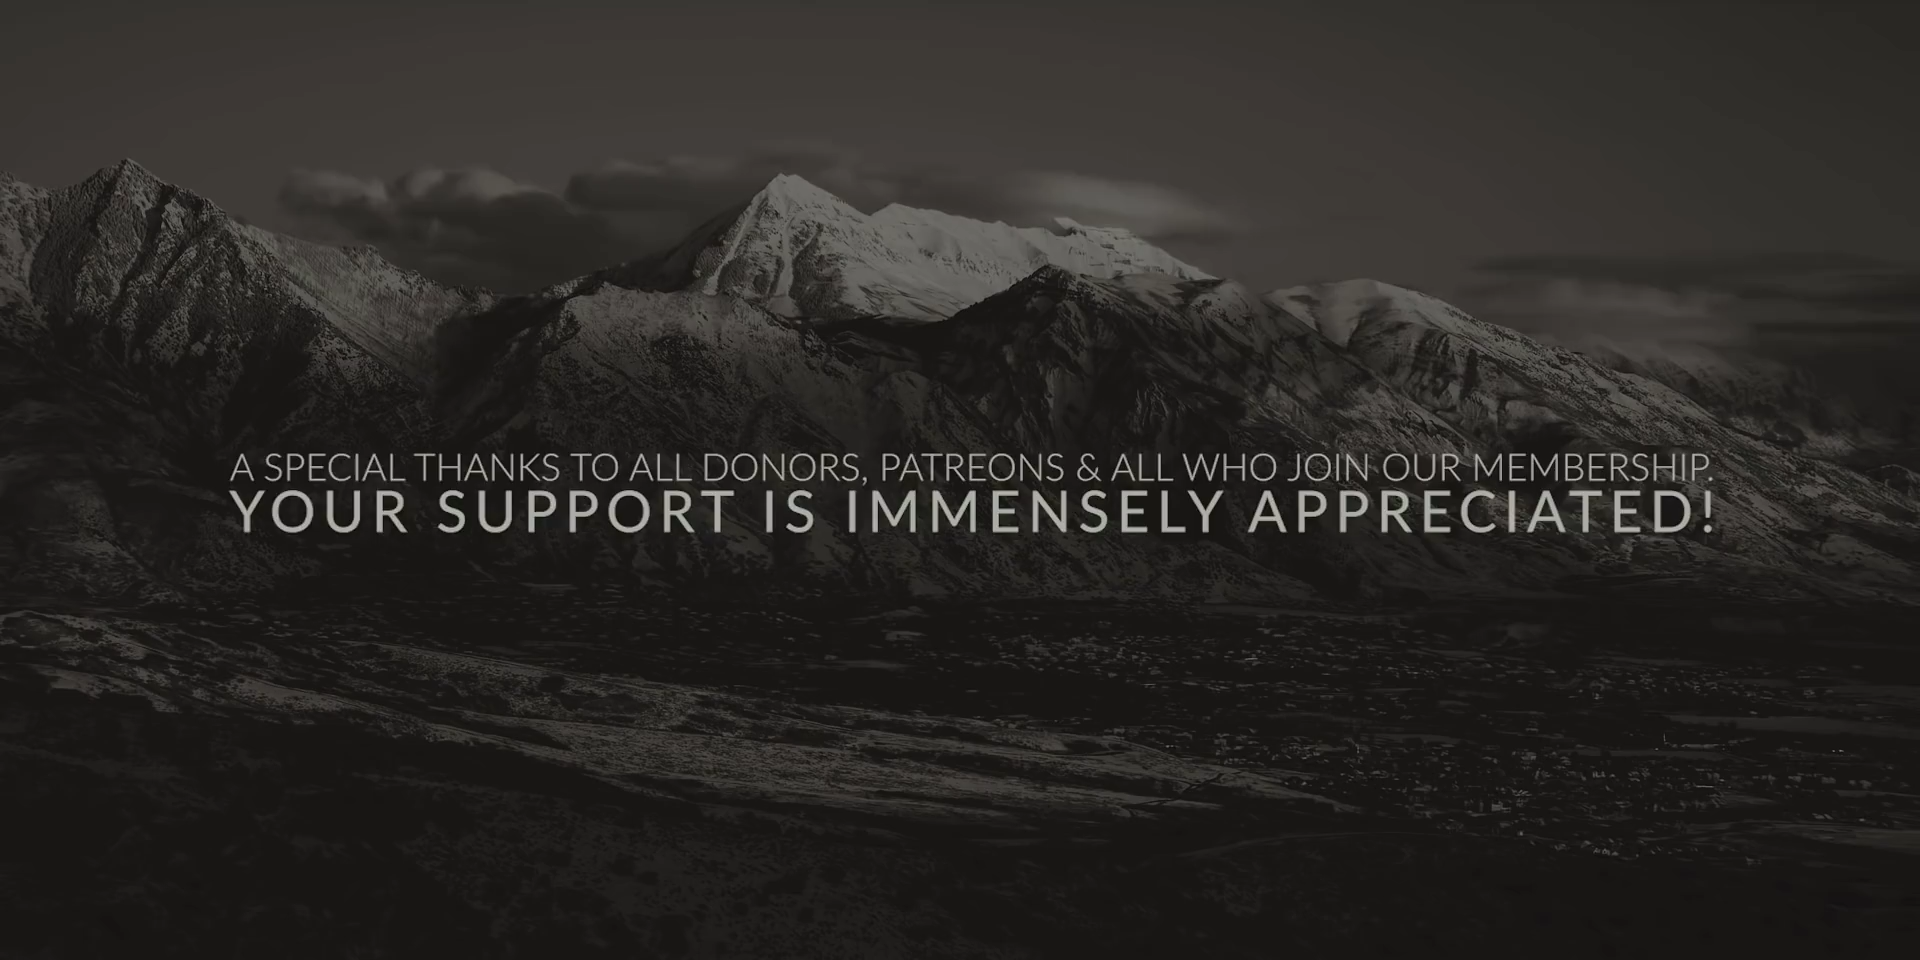 A SPECIAL THANKS TO ALL DONORS, PATREONS & ALL WHO JOIN OUR MEMBERSHIP.
YOUR SUPPORT IS IMMENSELY APPRECIATED!